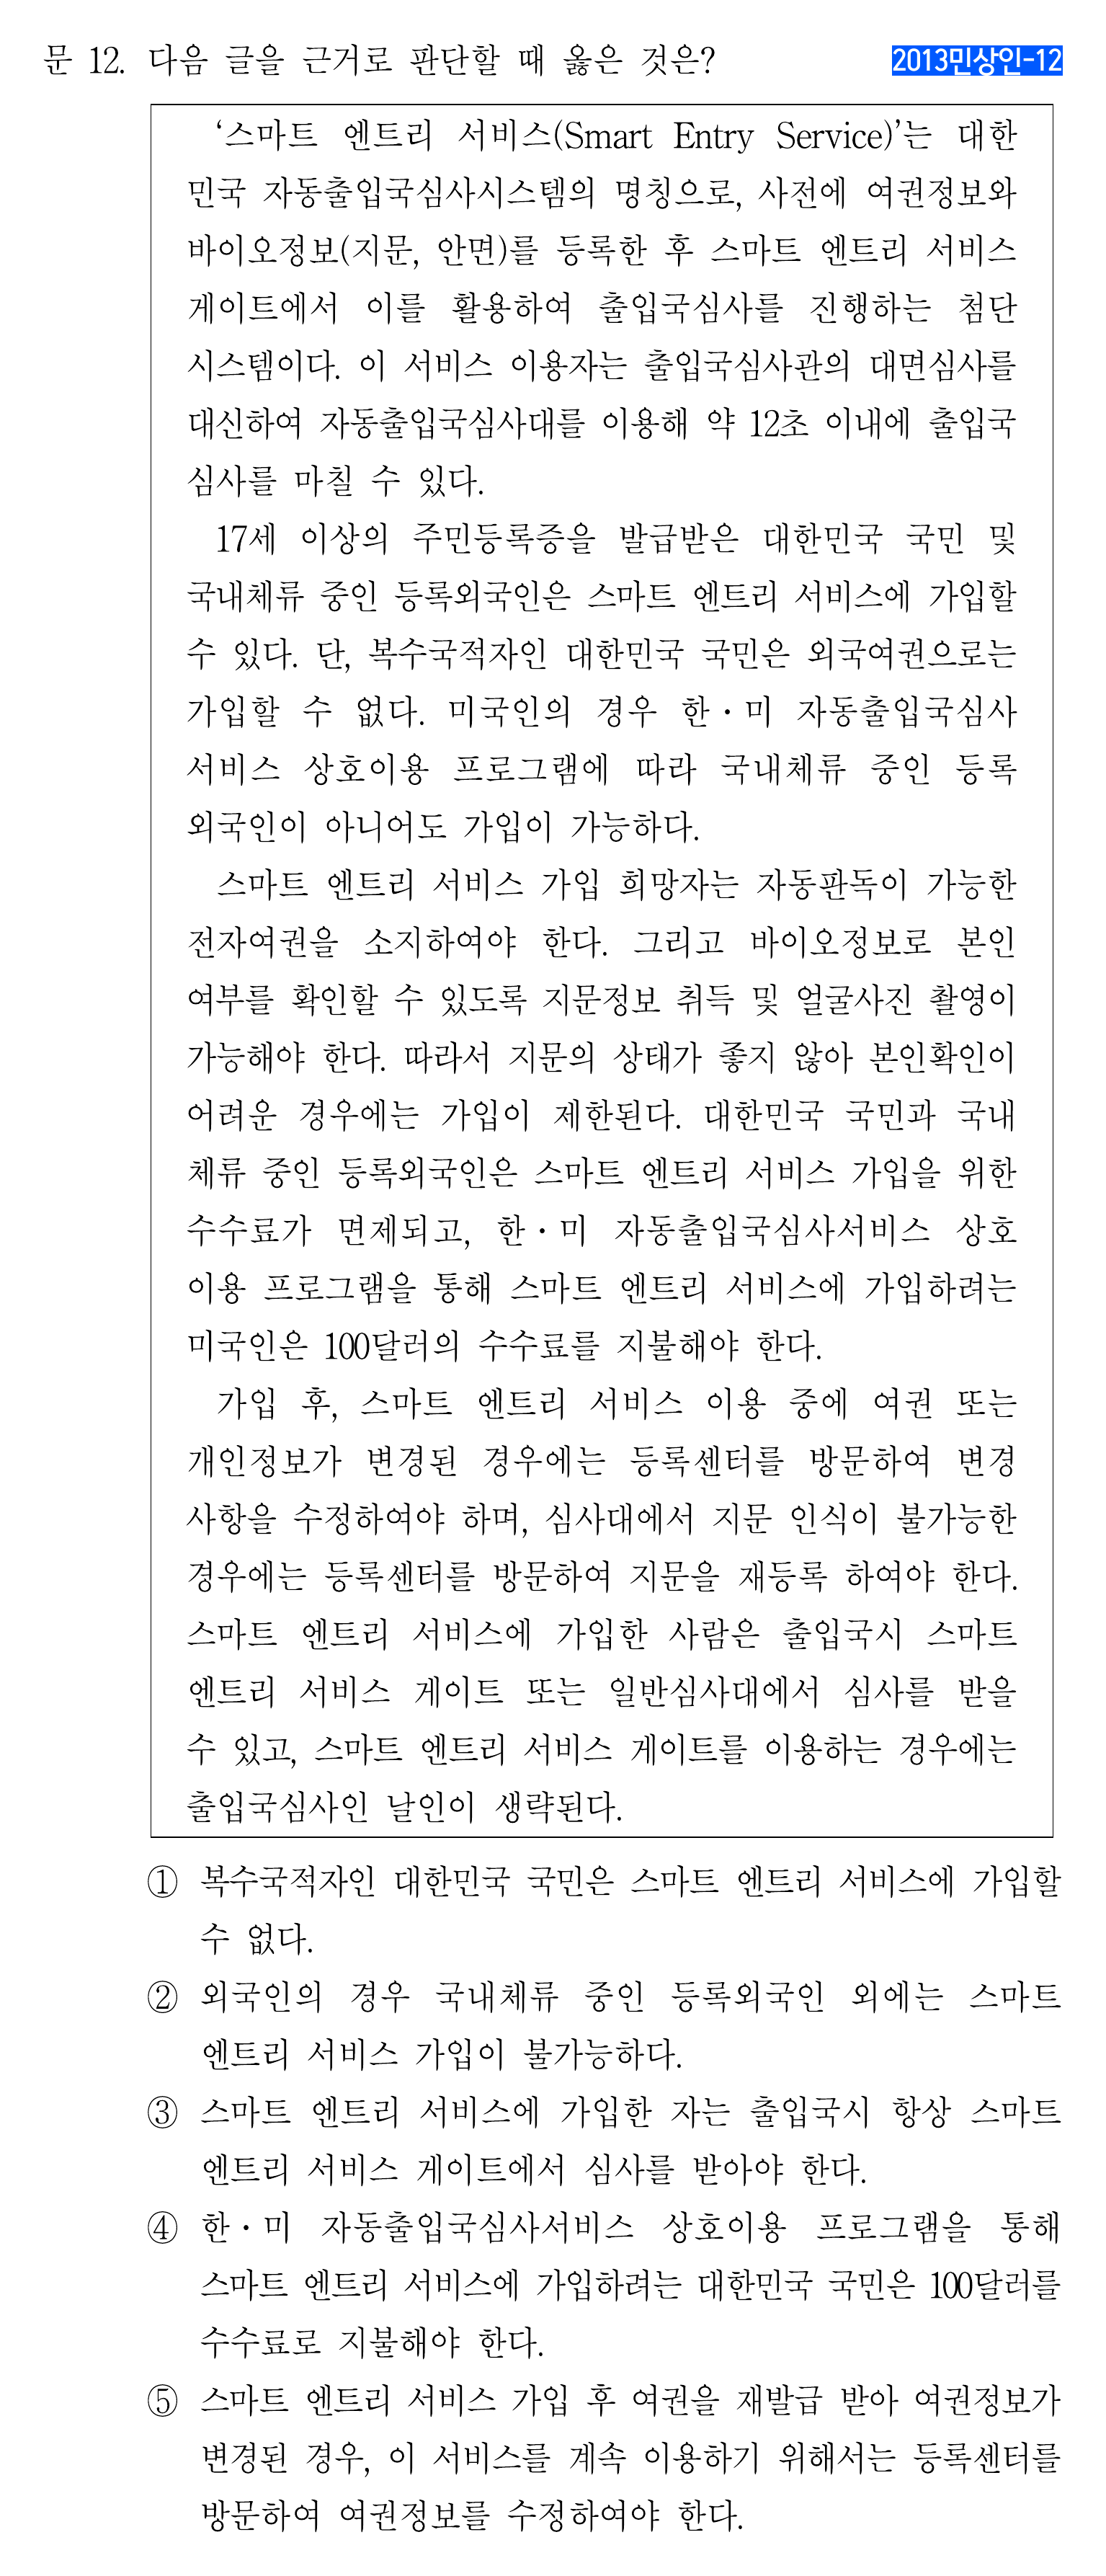 문 12. 다음 글을 근거로 판단할 때 옳은 것은?
2013민상인-12
‘스마트 엔트리 서비스(Smart Entry Service)’는 대한
민국 자동출입국심사시스템의 명칭으로, 사전에 여권정보와
바이오정보(지문, 안면)를 등록한 후 스마트 엔트리 서비스
게이트에서 이를 활용하여 출입국심사를 진행하는 첨단
시스템이다. 이 서비스 이용자는 출입국심사관의 대면심사를
대신하여 자동출입국심사대를 이용해 약 12초 이내에 출입국
심사를 마칠 수 있다.
17세 이상의 주민등록증을 발급받은 대한민국 국민 및
국내체류 중인 등록외국인은 스마트 엔트리 서비스에 가입할
수 있다. 단, 복수국적자인 대한민국 국민은 외국여권으로는
가입할 수 없다. 미국인의 경우 한・미 자동출입국심사
서비스 상호이용 프로그램에 따라 국내체류 중인 등록
외국인이 아니어도 가입이 가능하다.
스마트 엔트리 서비스 가입 희망자는 자동판독이 가능한
전자여권을 소지하여야 한다. 그리고 바이오정보로 본인
여부를 확인할 수 있도록 지문정보 취득 및 얼굴사진 촬영이
가능해야 한다. 따라서 지문의 상태가 좋지 않아 본인확인이
어려운 경우에는 가입이 제한된다. 대한민국 국민과 국내
체류 중인 등록외국인은 스마트 엔트리 서비스 가입을 위한
수수료가 면제되고, 한・미 자동출입국심사서비스 상호
이용 프로그램을 통해 스마트 엔트리 서비스에 가입하려는
미국인은 100달러의 수수료를 지불해야 한다.
가입 후, 스마트 엔트리 서비스 이용 중에 여권 또는
개인정보가 변경된 경우에는 등록센터를 방문하여 변경
사항을 수정하여야 하며, 심사대에서 지문 인식이 불가능한
경우에는 등록센터를 방문하여 지문을 재등록 하여야 한다.
스마트 엔트리 서비스에 가입한 사람은 출입국시 스마트
엔트리 서비스 게이트 또는 일반심사대에서 심사를 받을
수 있고, 스마트 엔트리 서비스 게이트를 이용하는 경우에는
출입국심사인 날인이 생략된다.
① 복수국적자인 대한민국 국민은 스마트 엔트리 서비스에 가입할
수 없다.
② 외국인의 경우 국내체류 중인 등록외국인 외에는 스마트
엔트리 서비스 가입이 불가능하다.
③ 스마트 엔트리 서비스에 가입한 자는 출입국시 항상 스마트
엔트리 서비스 게이트에서 심사를 받아야 한다.
④ 한・미 자동출입국심사서비스 상호이용 프로그램을 통해
스마트 엔트리 서비스에 가입하려는 대한민국 국민은 100달러를
수수료로 지불해야 한다.
⑤ 스마트 엔트리 서비스 가입 후 여권을 재발급 받아 여권정보가
변경된 경우, 이 서비스를 계속 이용하기 위해서는 등록센터를
방문하여 여권정보를 수정하여야 한다.